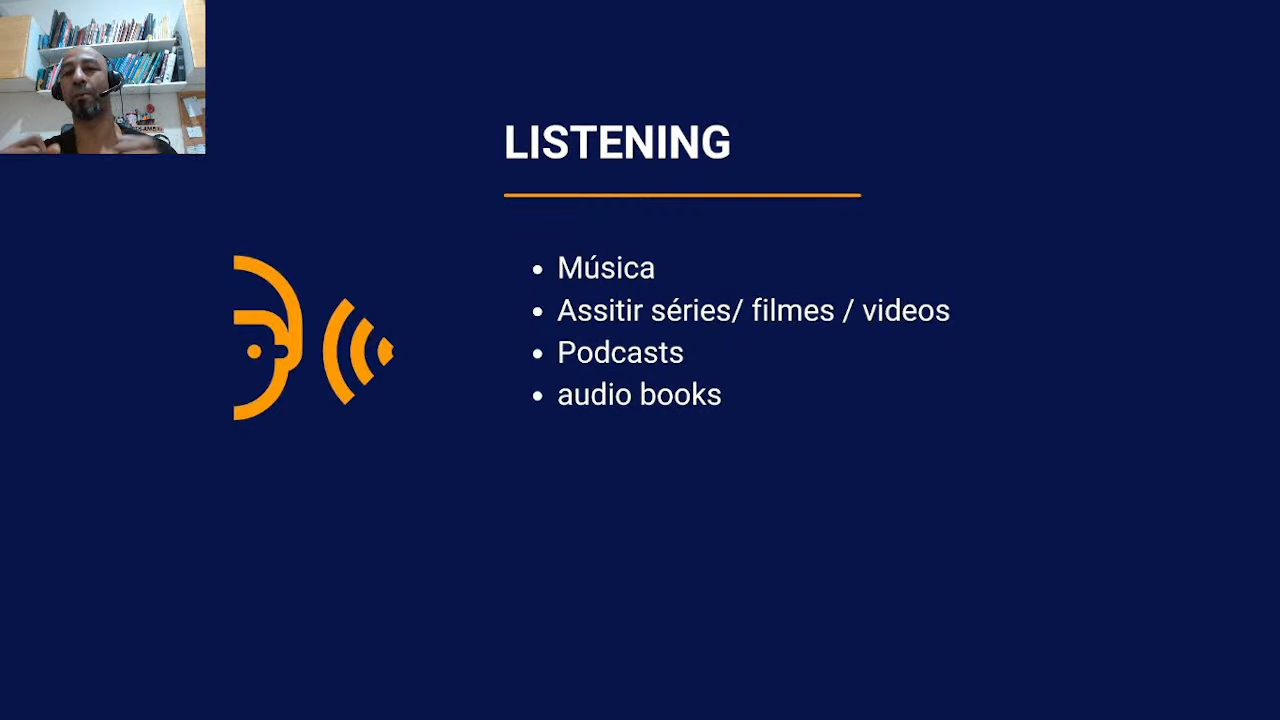 LISTENING
Música
Assitir séries/ filmes / videos
Podcasts
audio books